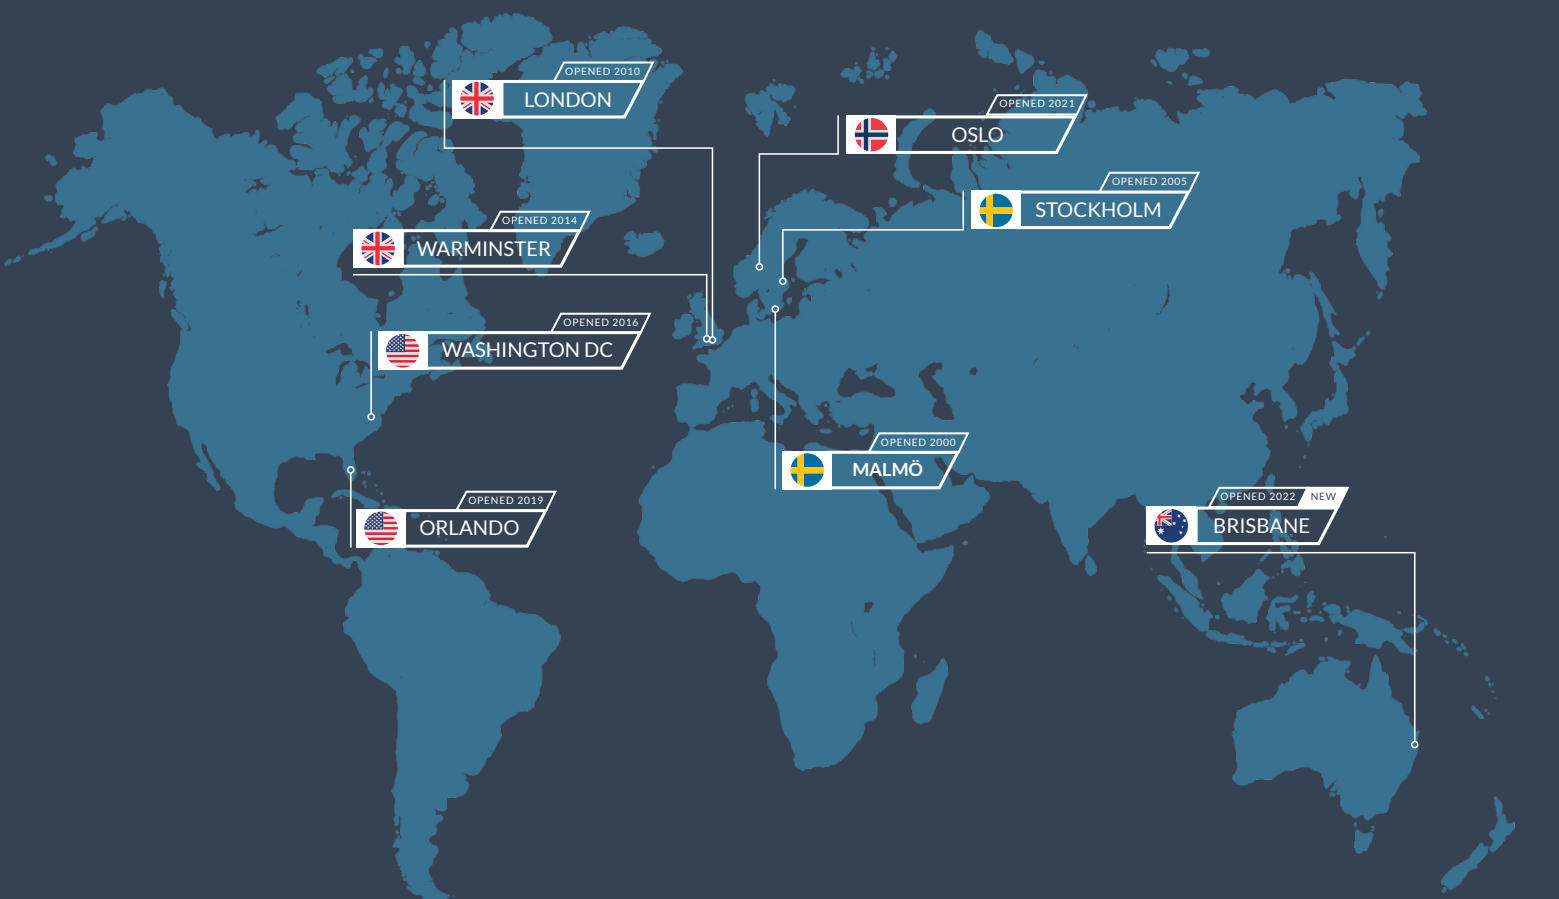 OPENED 2010
LONDON
OPENED 2021
OSLO
OPENED 2005
STOCKHOLM
OPENED 2014
WARMINSTER
OPENED 2016
WASHINGTON DC
OPENED 2000
MALMÖ
OPENED 2019
ORLANDO
OPENED 2022 NEW
BRISBANE